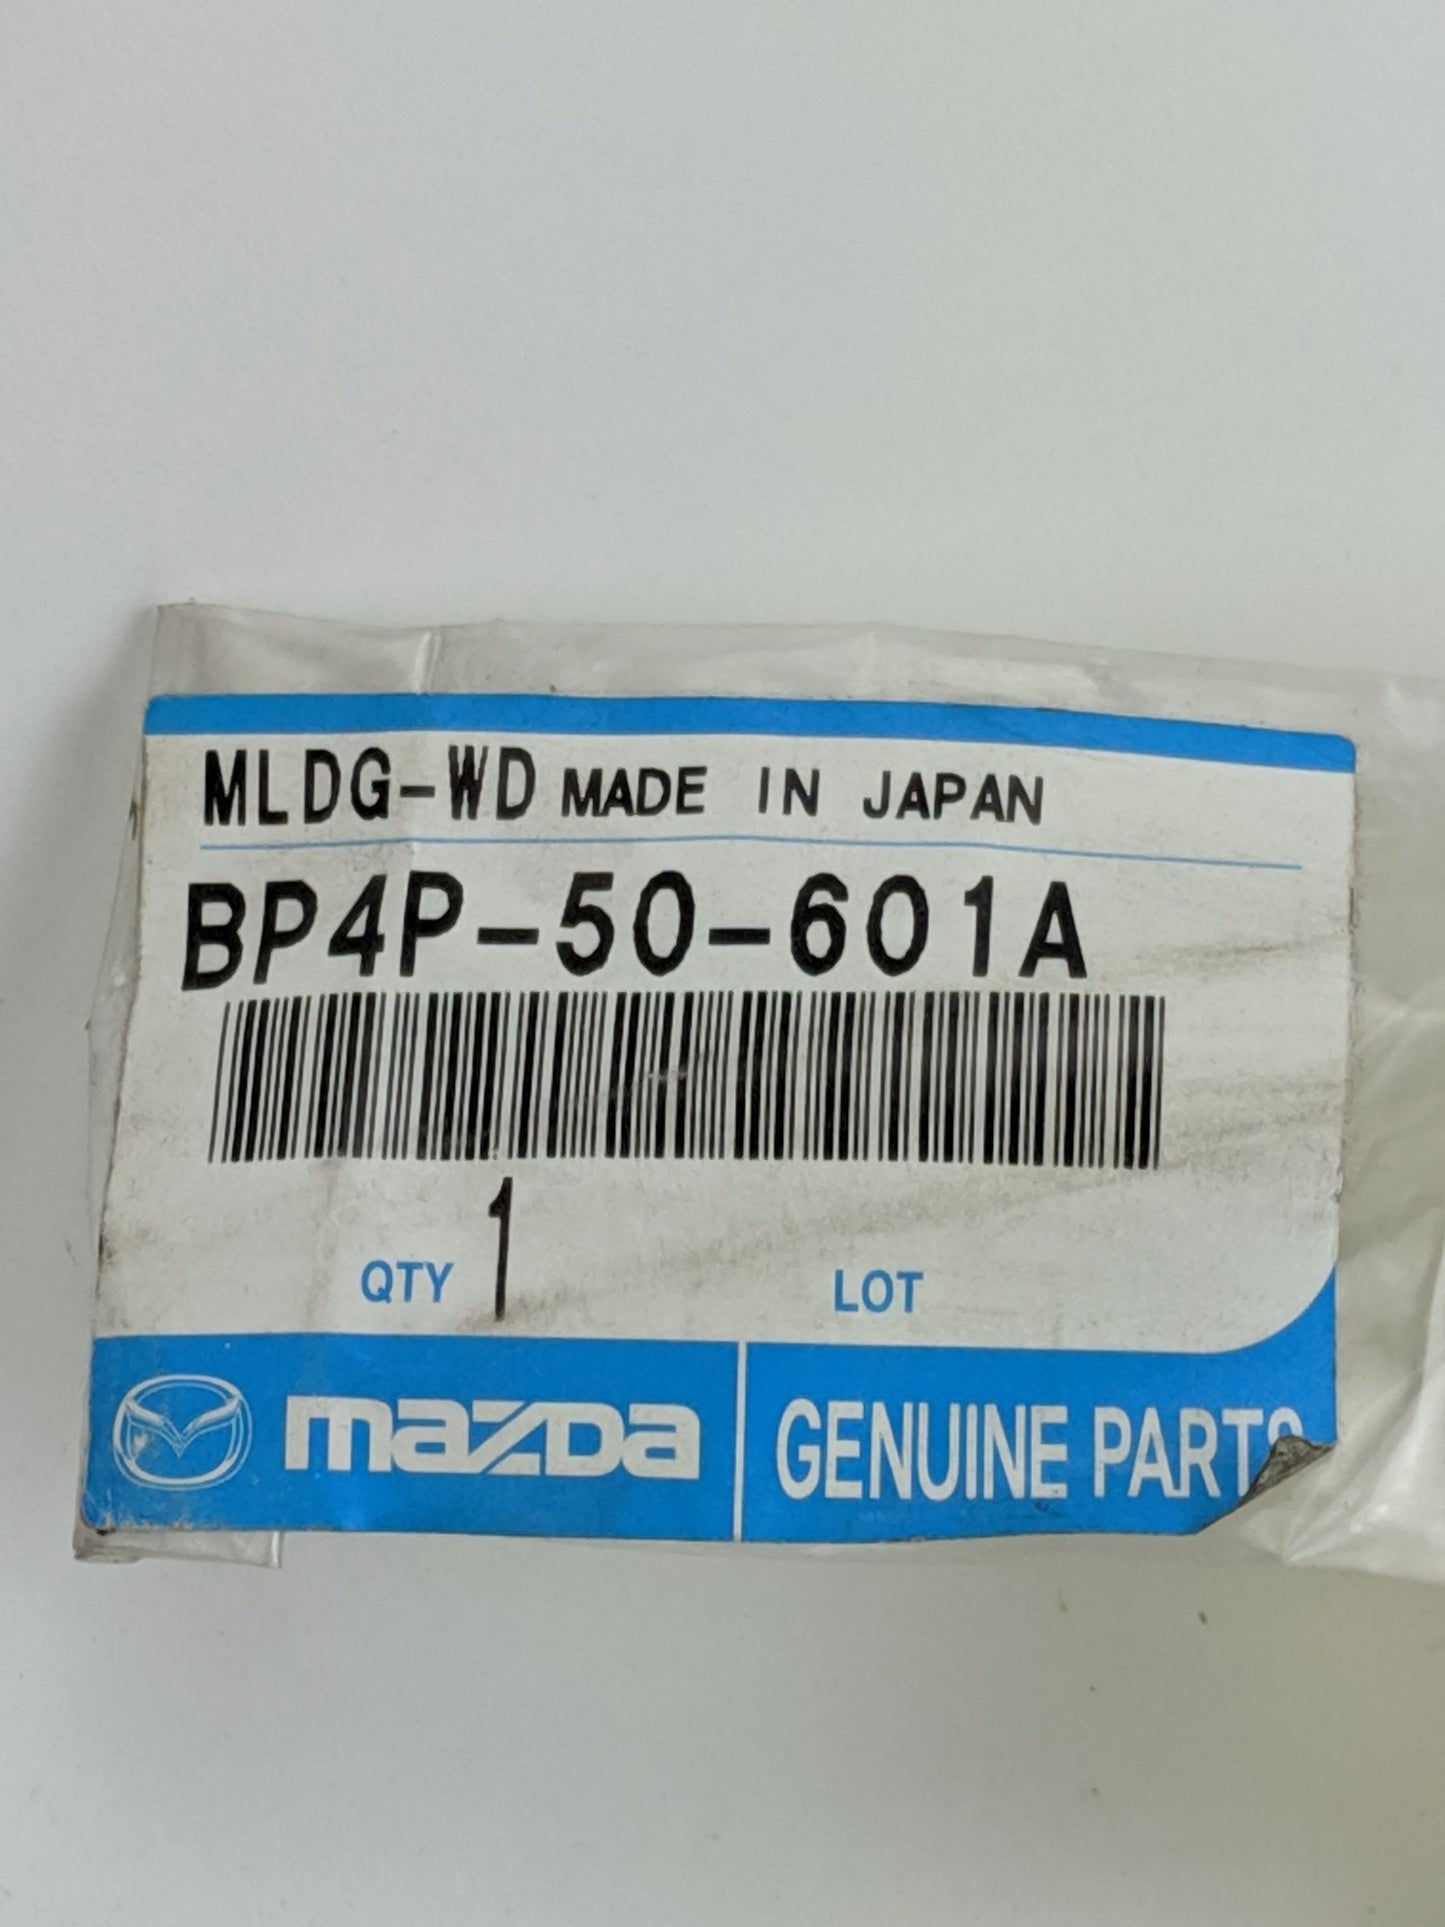 MLDG-WD MADE IN JAPAN
BP4P-50-601A
QTY 1 LOT
mazda GENUINE PARTS